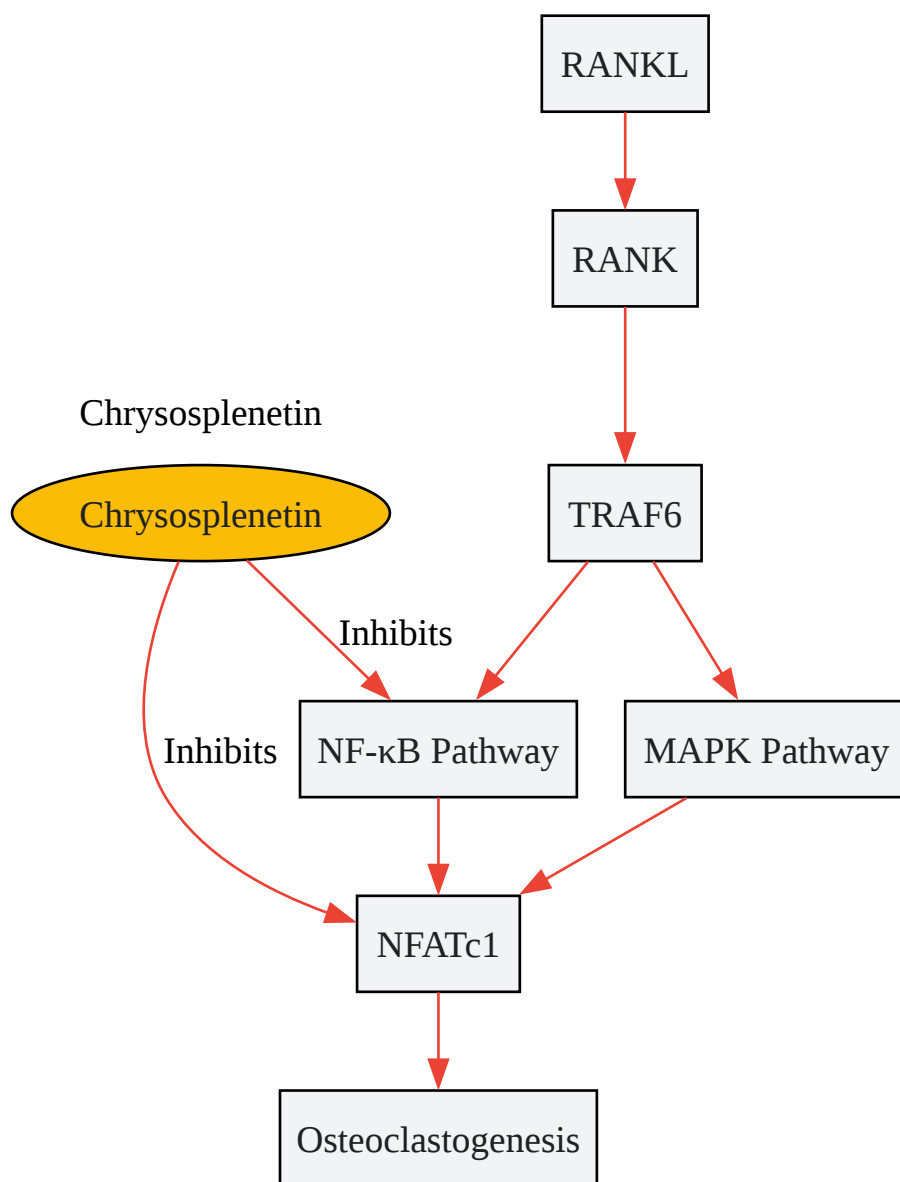 RANKL
RANK
Chrysosplenetin
Chrysosplenetin
TRAF6
Inhibits
Inhibits
NF-κB Pathway
MAPK Pathway
NFATc1
Osteoclastogenesis